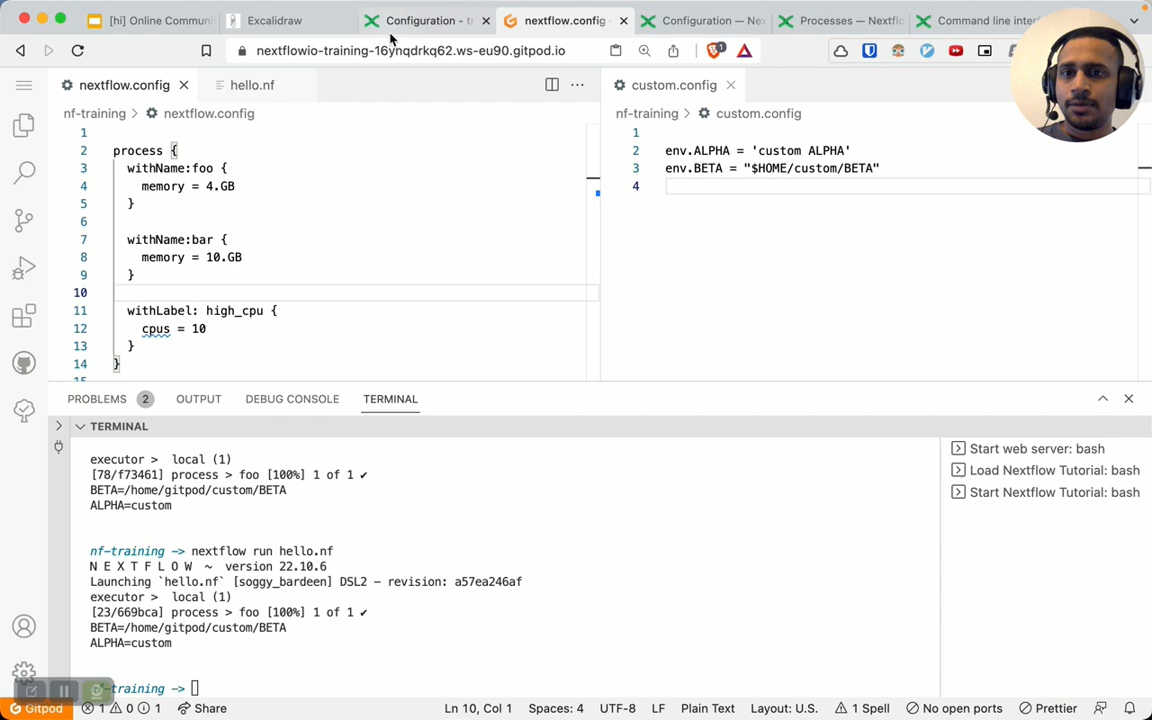 [hi] Online Communi
Excalidraw
Configuration - tr
nextflow.config
Configuration — Nex
Processes — Nextfl
Command line inter
nextflowio-training-16ynqdrkq62.ws-eu90.gitpod.io
1
nextflow.config
hello.nf
custom.config
nf-training > nextflow.config
nf-training > custom.config
1
2 process {
3 withName:foo {
4 memory = 4.GB
5 }
6
7 withName:bar {
8 memory = 10.GB
9 }
10
11 withLabel: high_cpu {
12 cpus = 10
13 }
14 }
15
1
2 env.ALPHA = 'custom ALPHA'
3 env.BETA = "$HOME/custom/BETA"
4
PROBLEMS 2 OUTPUT DEBUG CONSOLE TERMINAL
TERMINAL
executor > local (1)
[78/f73461] process > foo [100%] 1 of 1 ✔
BETA=/home/gitpod/custom/BETA
ALPHA=custom
nf-training -> nextflow run hello.nf
N E X T F L O W ~ version 22.10.6
Launching `hello.nf` [soggy_bardeen] DSL2 - revision: a57ea246af
executor > local (1)
[23/669bca] process > foo [100%] 1 of 1 ✔
BETA=/home/gitpod/custom/BETA
ALPHA=custom
-training ->
Start web server: bash
Load Nextflow Tutorial: bash
Start Nextflow Tutorial: bash
Gitpod 1 0 1 Share Ln 10, Col 1 Spaces: 4 UTF-8 LF Plain Text Layout: U.S. 1 Spell No open ports Prettier